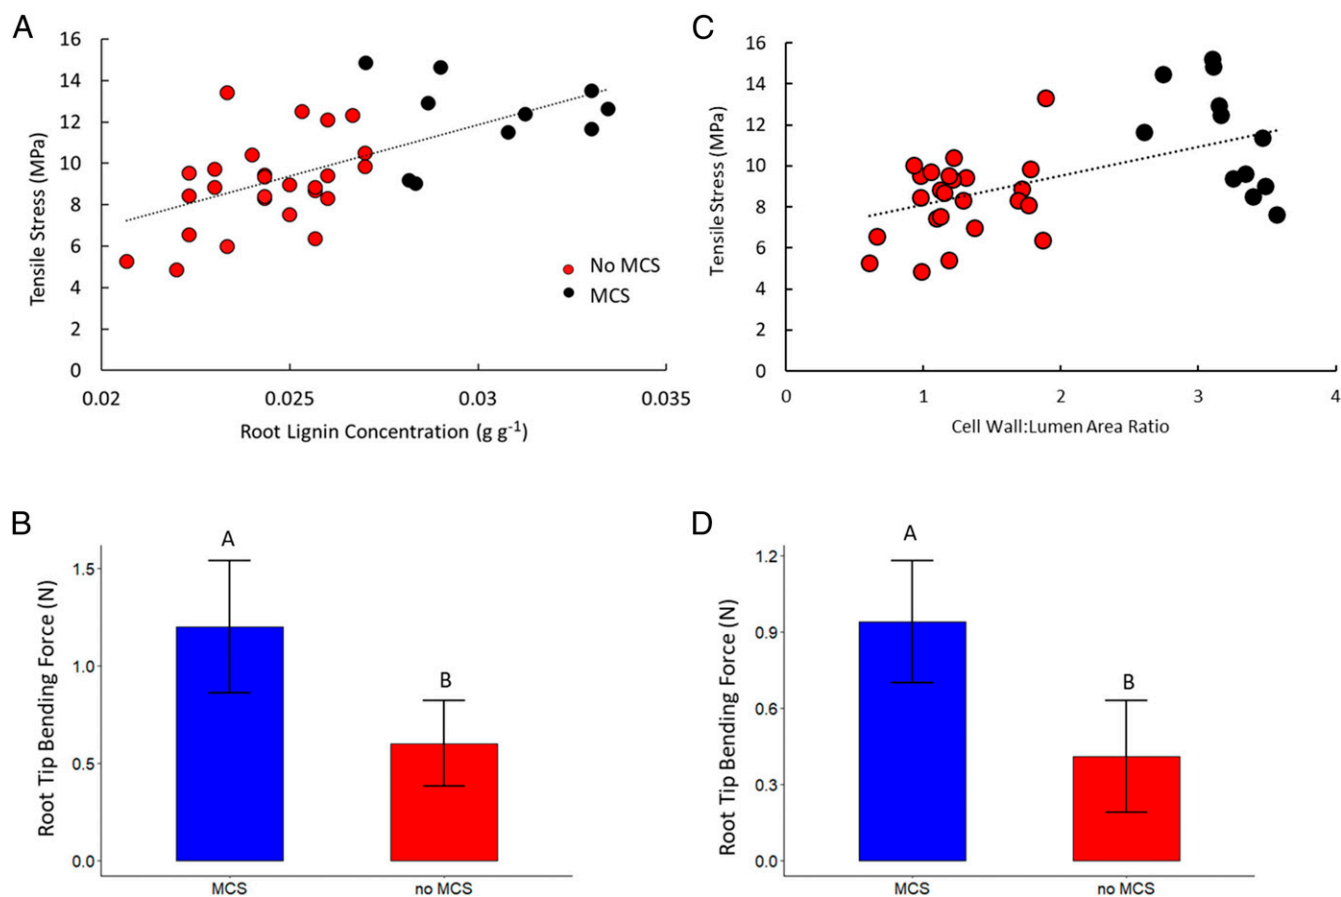 A
16
14
12
10
8
6
4
2
0
Tensile Stress (MPa)
0.02 0.025 0.03 0.035
Root Lignin Concentration (g g⁻¹)
No MCS
MCS
C
16
14
12
10
8
6
4
2
0
Tensile Stress (MPa)
0 1 2 3 4
Cell Wall:Lumen Area Ratio
B
A
B
1.5
1.0
0.5
0.0
Root Tip Bending Force (N)
MCS no MCS
D
A
B
1.2
0.9
0.6
0.3
0.0
Root Tip Bending Force (N)
MCS no MCS